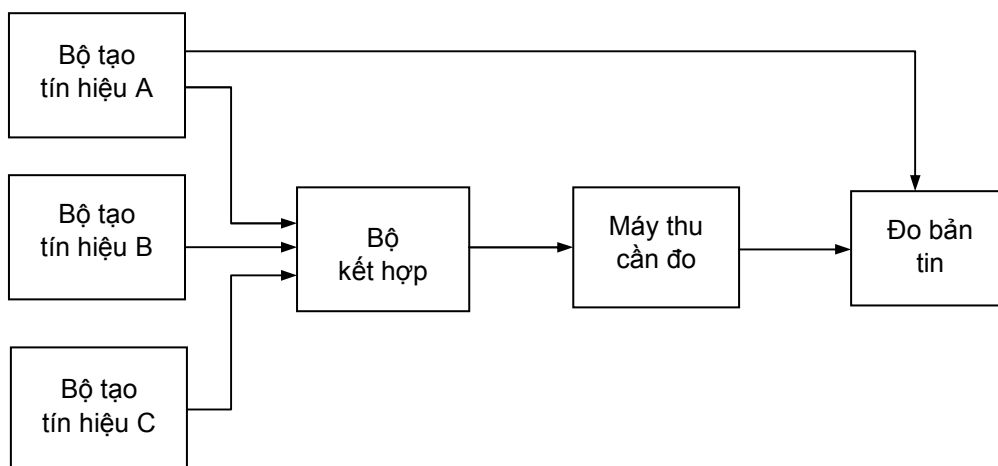 Bộ tạo
tín hiệu A
Bộ tạo
tín hiệu B
Bộ tạo
tín hiệu C
Bộ
kết hợp
Máy thu
cần đo
Đo bản
tin